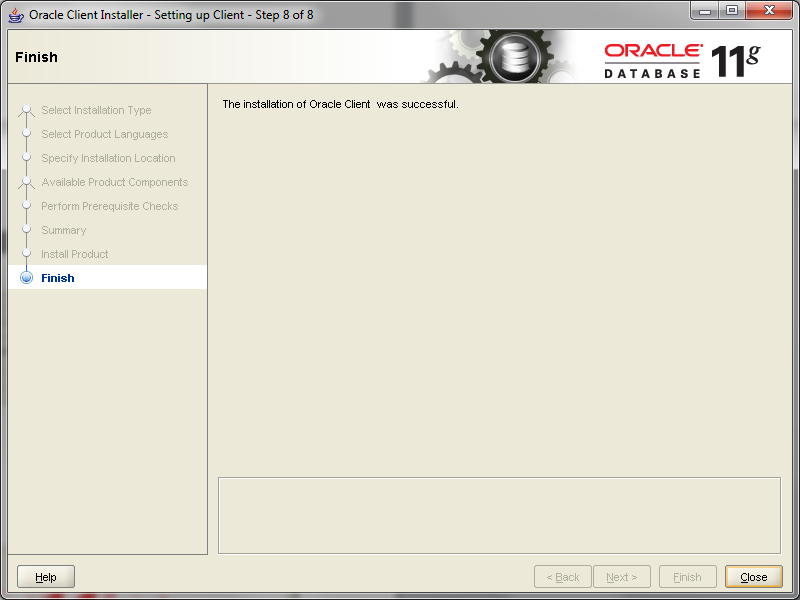 Oracle Client Installer - Setting up Client - Step 8 of 8
Finish
ORACLE
DATABASE
11g
Select Installation Type
Select Product Languages
Specify Installation Location
Available Product Components
Perform Prerequisite Checks
Summary
Install Product
Finish
The installation of Oracle Client was successful.
Help
< Back
Next >
Finish
Close